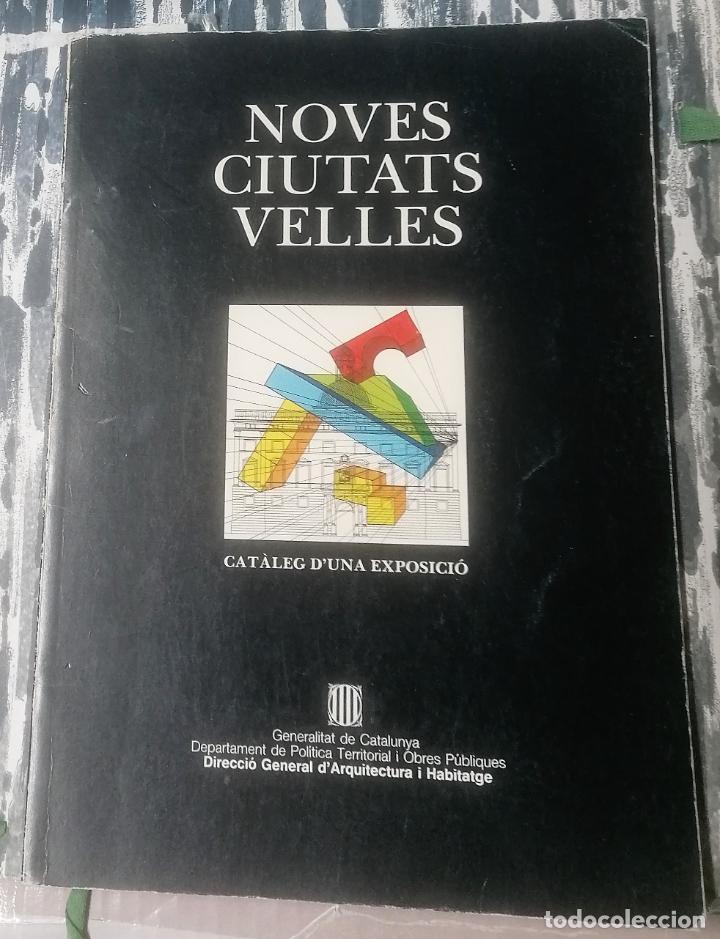 NOVES
CIUTATS
VELLES
CATÀLEG D'UNA EXPOSICIÓ
Generalitat de Catalunya
Departament de Política Territorial i Obres Públiques
Direcció General d'Arquitectura i Habitatge
todocoleccion